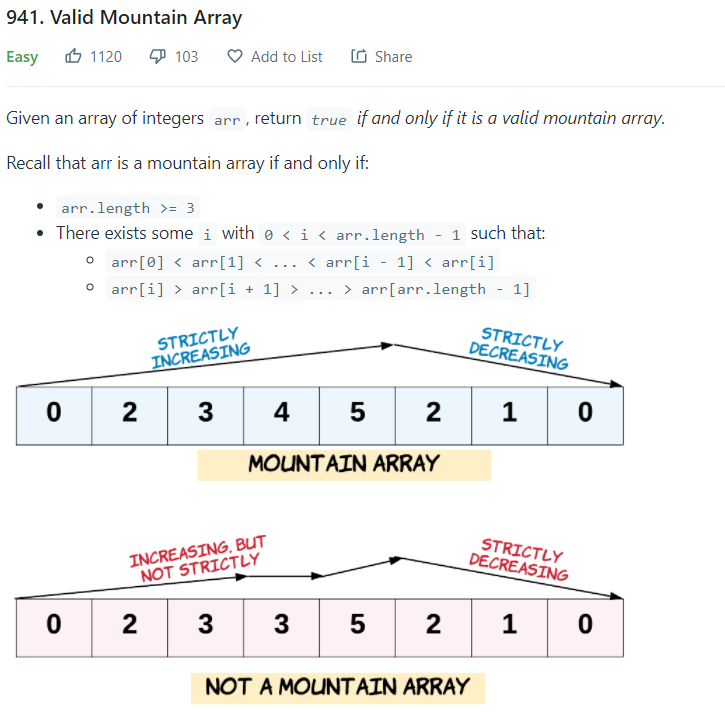 941. Valid Mountain Array
Easy 1120 103 Add to List Share
Given an array of integers arr, return true if and only if it is a valid mountain array.
Recall that arr is a mountain array if and only if:
• arr.length >= 3
• There exists some i with 0 < i < arr.length - 1 such that:
◦ arr[0] < arr[1] < ... < arr[i - 1] < arr[i]
◦ arr[i] > arr[i + 1] > ... > arr[arr.length - 1]
STRICTLY
INCREASING
STRICTLY
DECREASING
0 2 3 4 5 2 1 0
MOUNTAIN ARRAY
INCREASING, BUT
NOT STRICTLY
STRICTLY
DECREASING
0 2 3 3 5 2 1 0
NOT A MOUNTAIN ARRAY